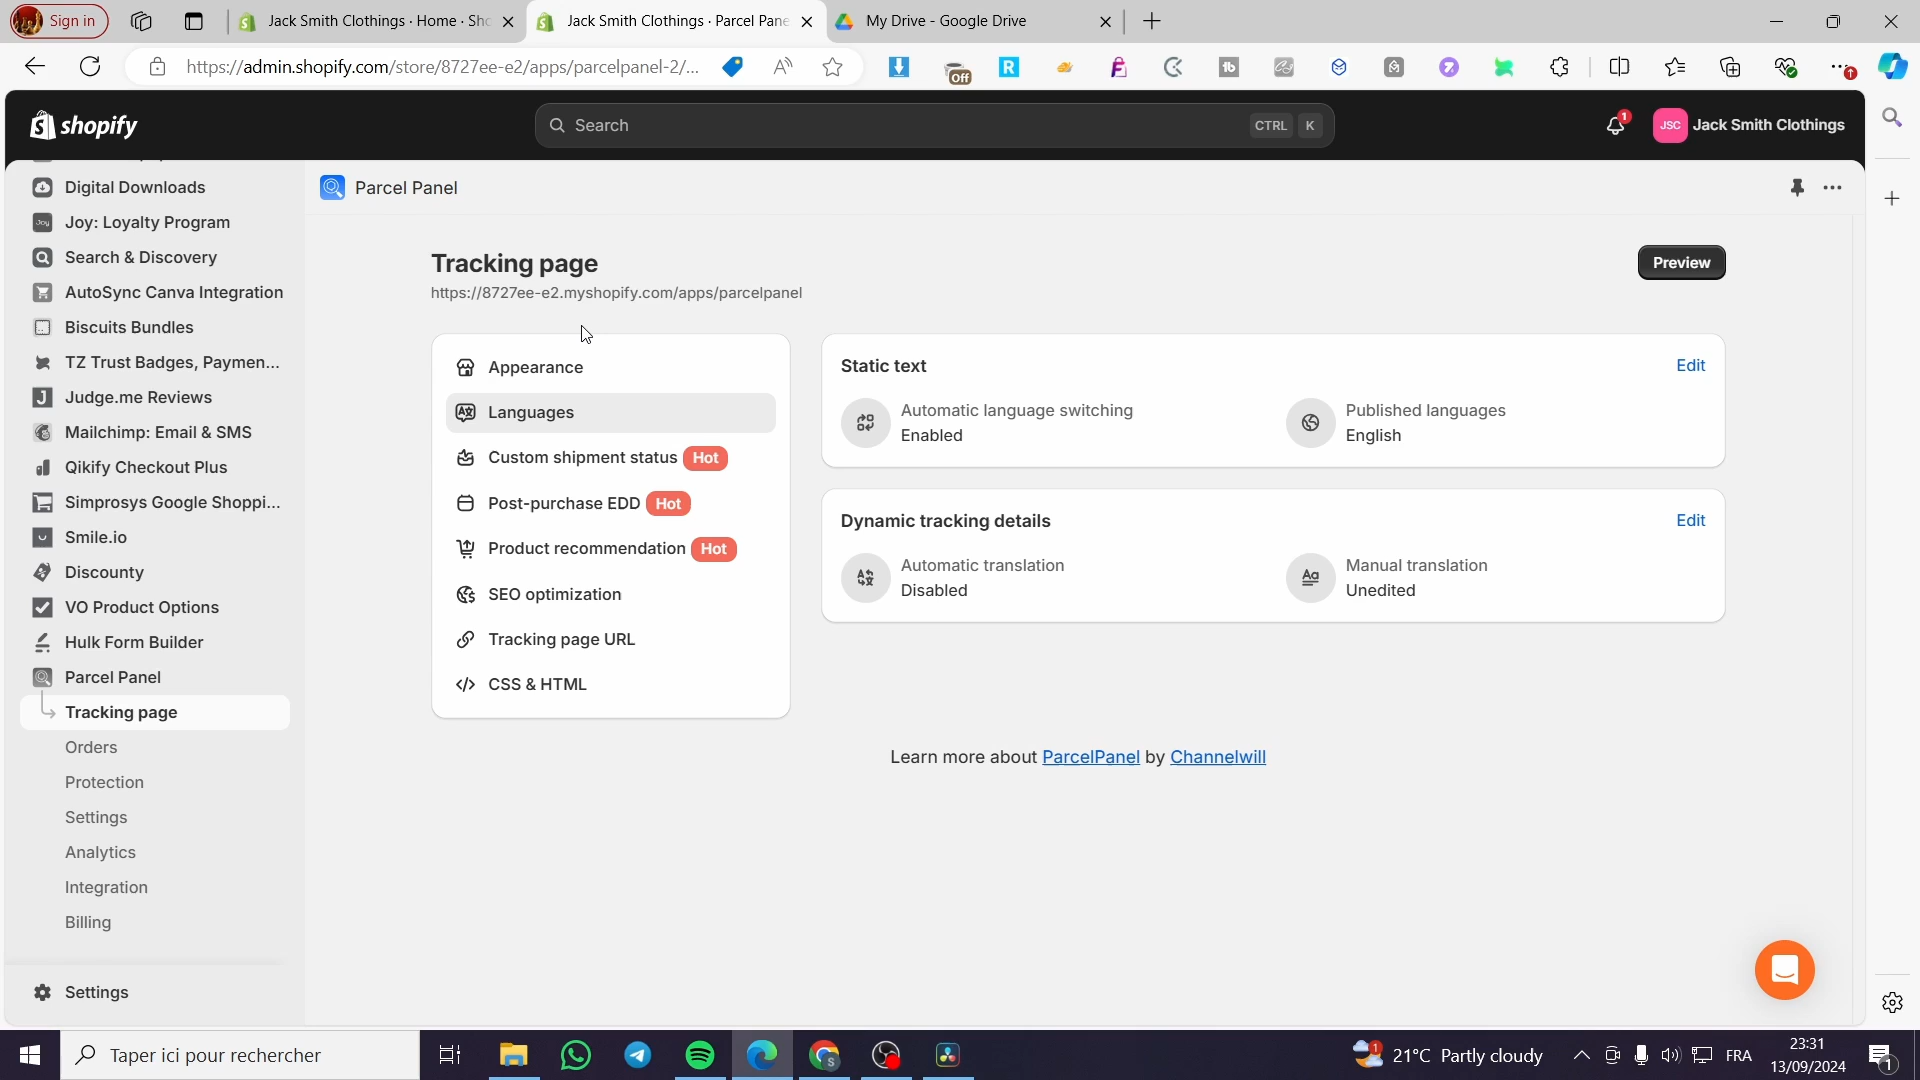 Sign in
Jack Smith Clothings · Home · Sho
Jack Smith Clothings · Parcel Pane
My Drive - Google Drive
https://admin.shopify.com/store/8727ee-e2/apps/parcelpanel-2/...
Off
shopify
Search
CTRL K
1
JSC Jack Smith Clothings
Digital Downloads
Joy: Loyalty Program
Search & Discovery
AutoSync Canva Integration
Biscuits Bundles
TZ Trust Badges, Paymen...
Judge.me Reviews
Mailchimp: Email & SMS
Qikify Checkout Plus
Simprosys Google Shoppi...
Smile.io
Discounty
VO Product Options
Hulk Form Builder
Parcel Panel
Tracking page
Orders
Protection
Settings
Analytics
Integration
Billing
Settings
Parcel Panel
Tracking page
https://8727ee-e2.myshopify.com/apps/parcelpanel
Preview
Appearance
Languages
Custom shipment status Hot
Post-purchase EDD Hot
Product recommendation Hot
SEO optimization
Tracking page URL
CSS & HTML
Static text
Edit
Automatic language switching
Enabled
Published languages
English
Dynamic tracking details
Edit
Automatic translation
Disabled
Manual translation
Unedited
Learn more about ParcelPanel by Channelwill
Taper ici pour rechercher
1
21°C Partly cloudy
FRA
23:31
13/09/2024
1